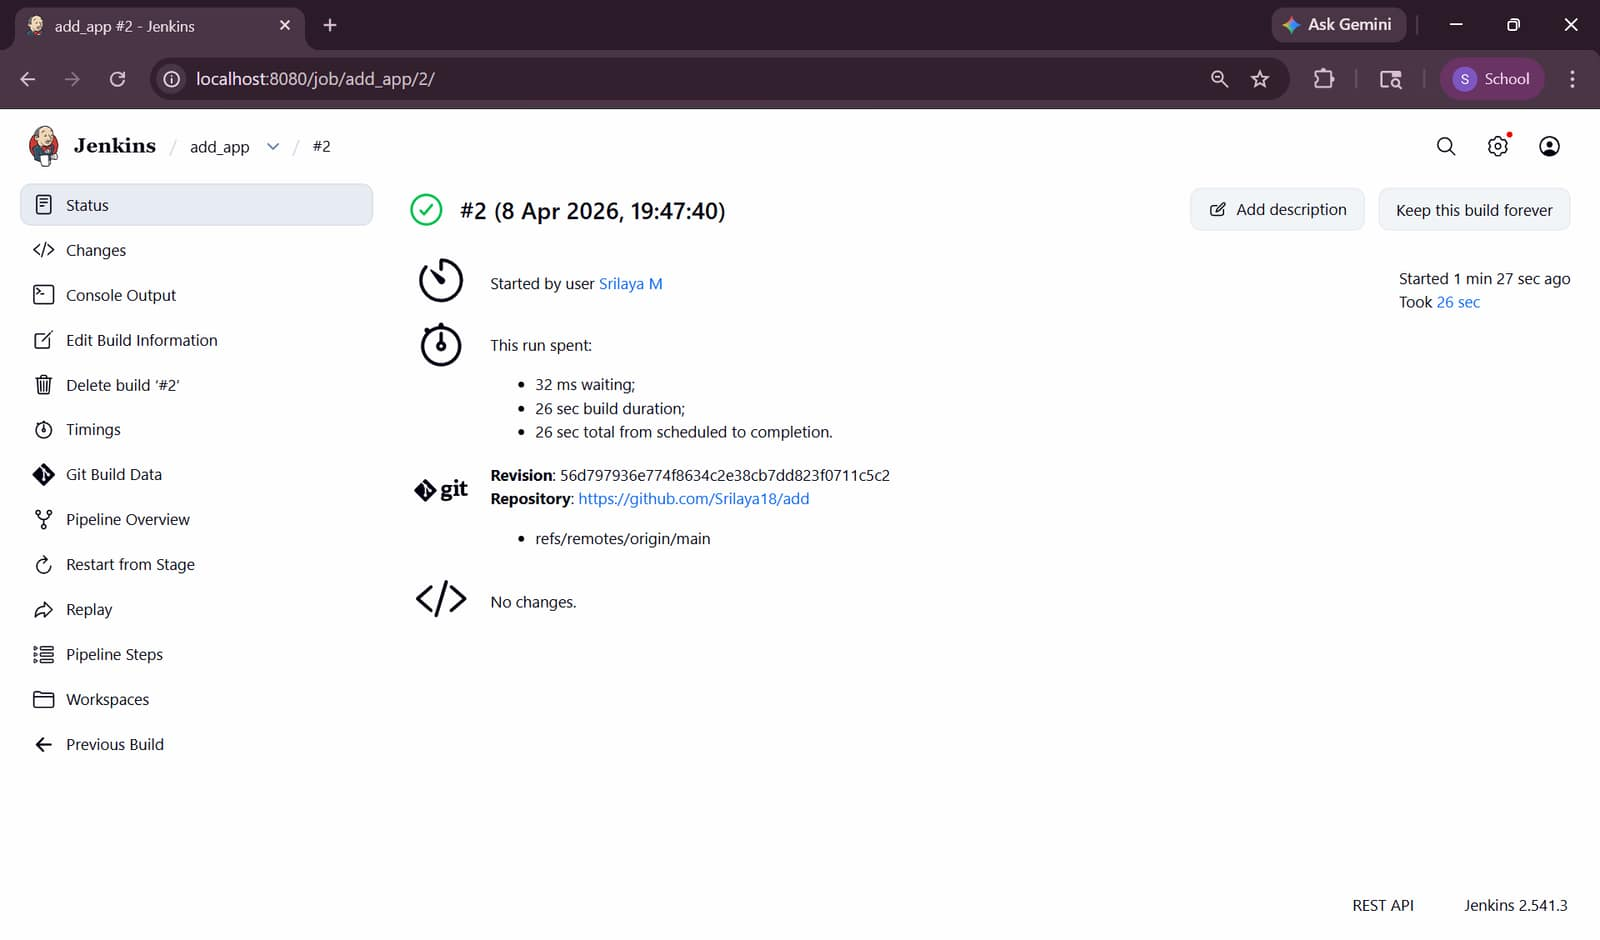 add_app #2 - Jenkins
Ask Gemini
localhost:8080/job/add_app/2/
S School
Jenkins / add_app / #2
Status
Changes
Console Output
Edit Build Information
Delete build ‘#2’
Timings
Git Build Data
Pipeline Overview
Restart from Stage
Replay
Pipeline Steps
Workspaces
Previous Build
#2 (8 Apr 2026, 19:47:40)
Add description
Keep this build forever
Started 1 min 27 sec ago
Took 26 sec
Started by user Srilaya M
This run spent:
• 32 ms waiting;
• 26 sec build duration;
• 26 sec total from scheduled to completion.
git
Revision: 56d797936e774f8634c2e38cb7dd823f0711c5c2
Repository: https://github.com/Srilaya18/add
• refs/remotes/origin/main
No changes.
REST API
Jenkins 2.541.3